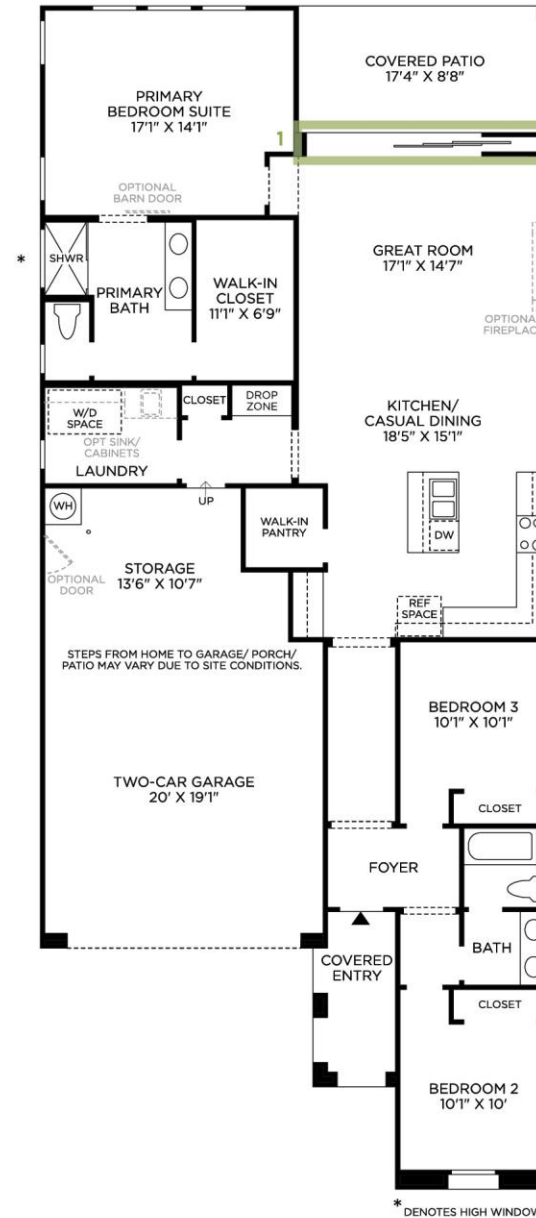 COVERED PATIO
17'4" X 8'8"
PRIMARY
BEDROOM SUITE
17'1" X 14'1"
1
OPTIONAL
BARN DOOR
*
SHWR
PRIMARY
BATH
WALK-IN
CLOSET
11'1" X 6'9"
GREAT ROOM
17'1" X 14'7"
OPTIONA
FIREPLAC
W/D
SPACE
CLOSET
DROP
ZONE
OPT SINK/
CABINETS
LAUNDRY
KITCHEN/
CASUAL DINING
18'5" X 15'1"
UP
WH
WALK-IN
PANTRY
DW
OPTIONAL
DOOR
STORAGE
13'6" X 10'7"
REF
SPACE
STEPS FROM HOME TO GARAGE/ PORCH/
PATIO MAY VARY DUE TO SITE CONDITIONS.
BEDROOM 3
10'1" X 10'1"
TWO-CAR GARAGE
20' X 19'1"
CLOSET
FOYER
BATH
COVERED
ENTRY
CLOSET
BEDROOM 2
10'1" X 10'
* DENOTES HIGH WINDOW